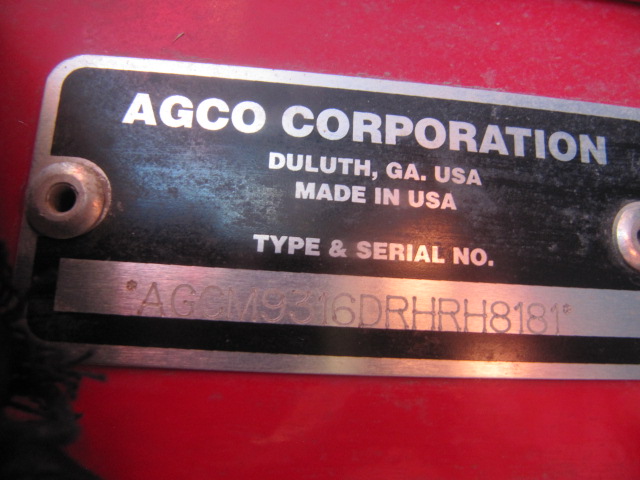 AGCO CORPORATION
DULUTH, GA. USA
MADE IN USA
TYPE & SERIAL NO.
*AGCM9316DRHRH8181*